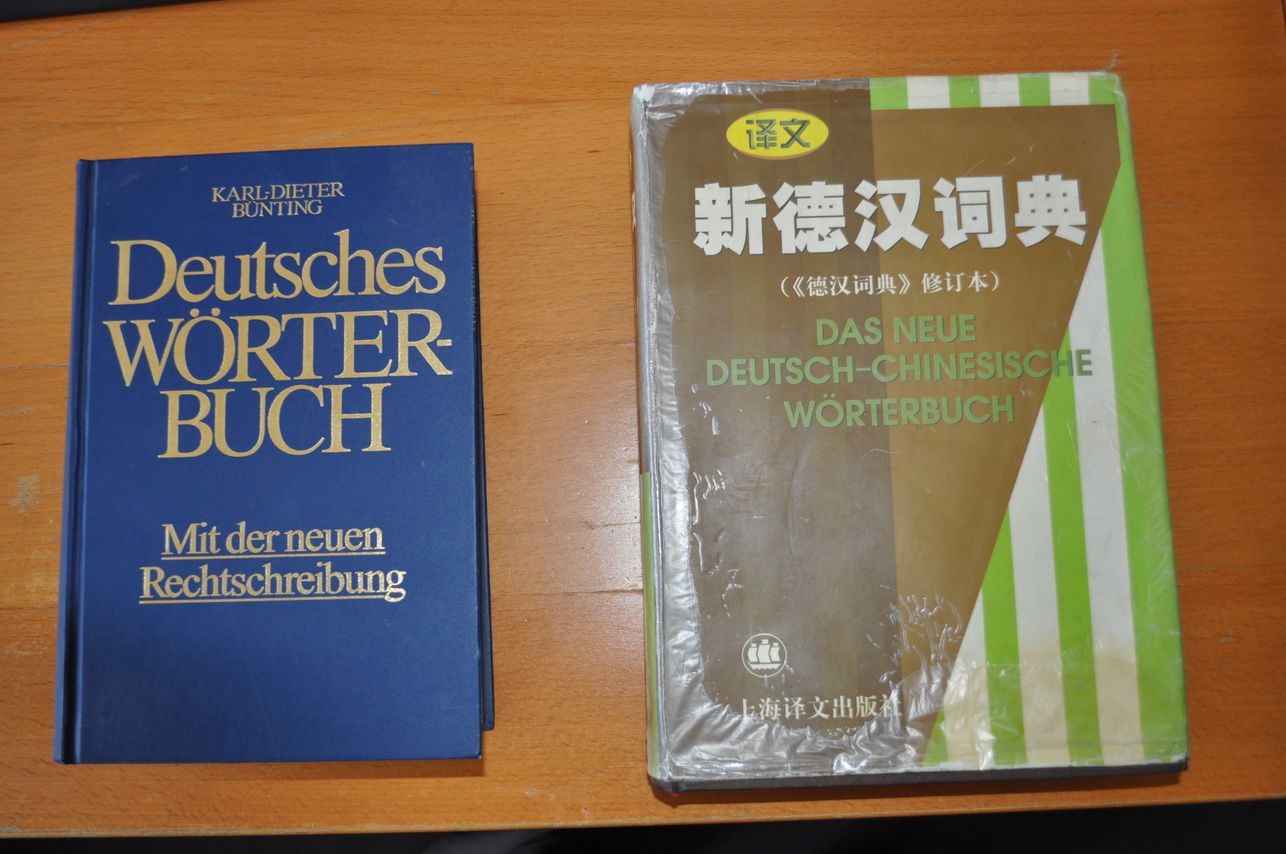 KARL-DIETER
BÜNTING
Deutsches
WÖRTER-
BUCH
Mit der neuen
Rechtschreibung
译文
新德汉词典
（《德汉词典》修订本）
DAS NEUE
DEUTSCH-CHINESISCHE
WÖRTERBUCH
上海译文出版社